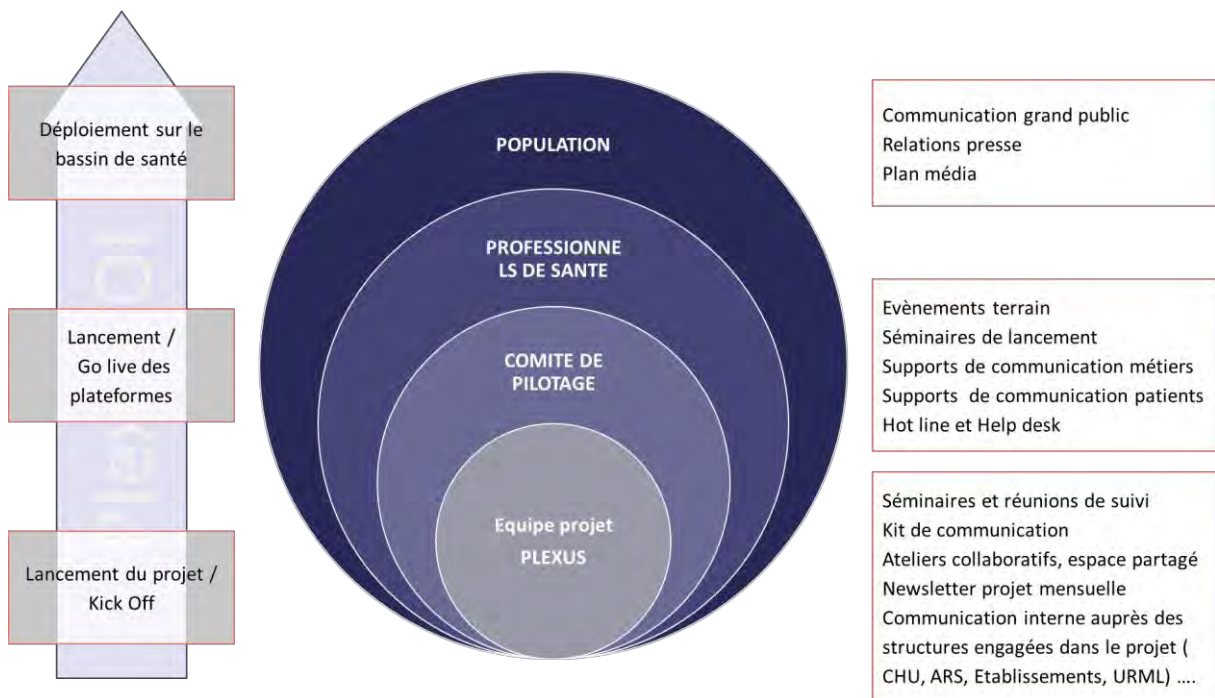 Déploiement sur le
bassin de santé
Lancement /
Go live des
plateformes
Lancement du projet /
Kick Off
POPULATION
PROFESSIONNE
LS DE SANTE
COMITE DE
PILOTAGE
Equipe projet
PLEXUS
Communication grand public
Relations presse
Plan média
Evènements terrain
Séminaires de lancement
Supports de communication métiers
Supports de communication patients
Hot line et Help desk
Séminaires et réunions de suivi
Kit de communication
Ateliers collaboratifs, espace partagé
Newsletter projet mensuelle
Communication interne auprès des
structures engagées dans le projet (
CHU, ARS, Etablissements, URML) ....